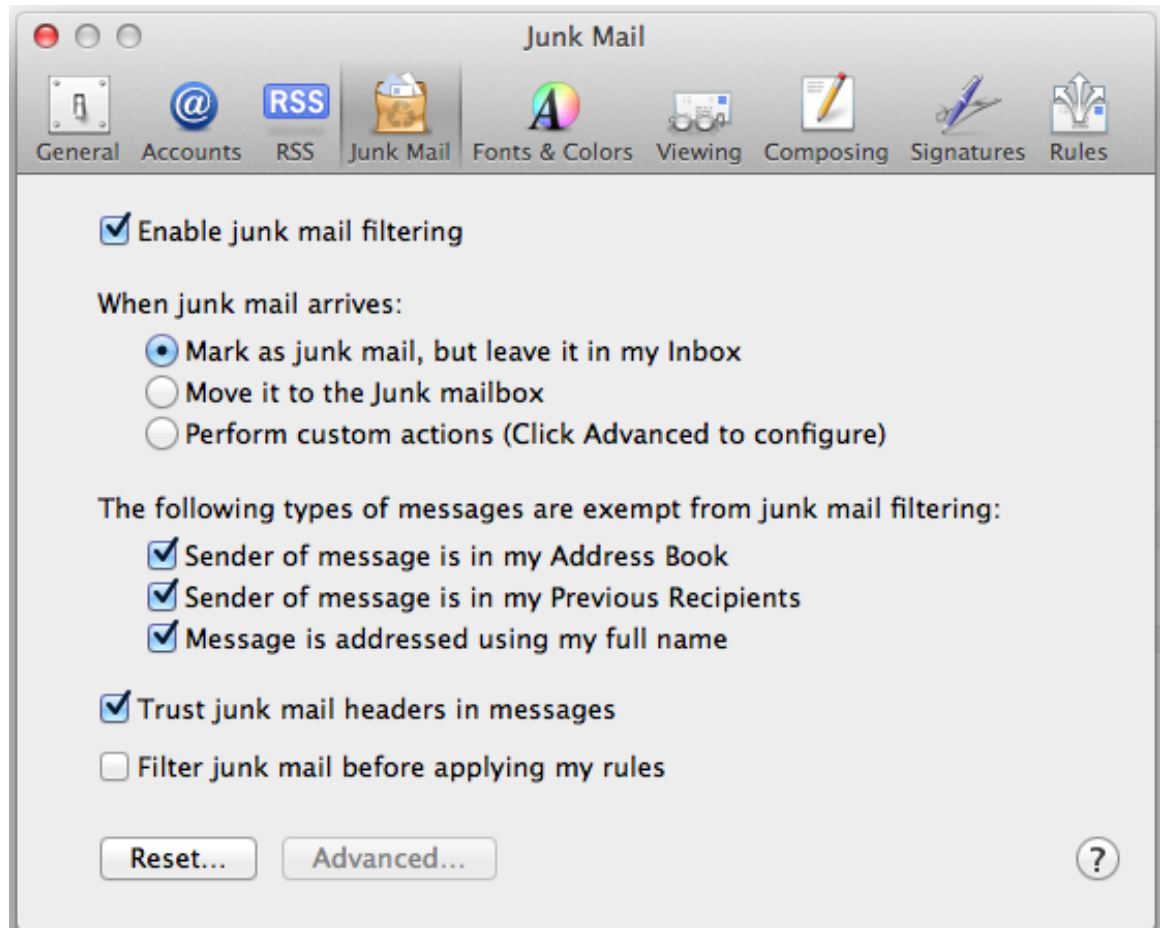 Junk Mail
RSS
General Accounts RSS Junk Mail Fonts & Colors Viewing Composing Signatures Rules
Enable junk mail filtering
When junk mail arrives:
Mark as junk mail, but leave it in my Inbox
Move it to the Junk mailbox
Perform custom actions (Click Advanced to configure)
The following types of messages are exempt from junk mail filtering:
Sender of message is in my Address Book
Sender of message is in my Previous Recipients
Message is addressed using my full name
Trust junk mail headers in messages
Filter junk mail before applying my rules
Reset... Advanced... ?